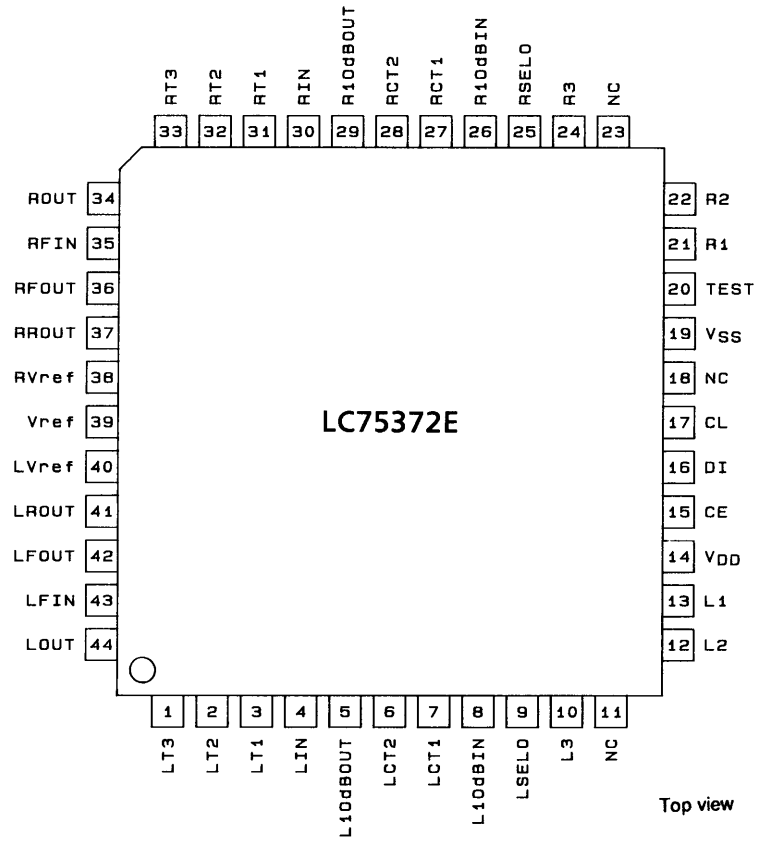 RT3 RT2 RT1 RIN R10dBOUT RCT2 RCT1 R10dBIN RSELO R3 NC
33 32 31 30 29 28 27 26 25 24 23
ROUT 34
RFIN 35
RFOUT 36
RROUT 37
RVref 38
Vref 39
LVref 40
LROUT 41
LFOUT 42
LFIN 43
LOUT 44
LC75372E
22 R2
21 R1
20 TEST
19 VSS
18 NC
17 CL
16 DI
15 CE
14 VDD
13 L1
12 L2
1 2 3 4 5 6 7 8 9 10 11
LT3 LT2 LT1 LIN L10dBOUT LCT2 LCT1 L10dBIN LSELO L3 NC
Top view